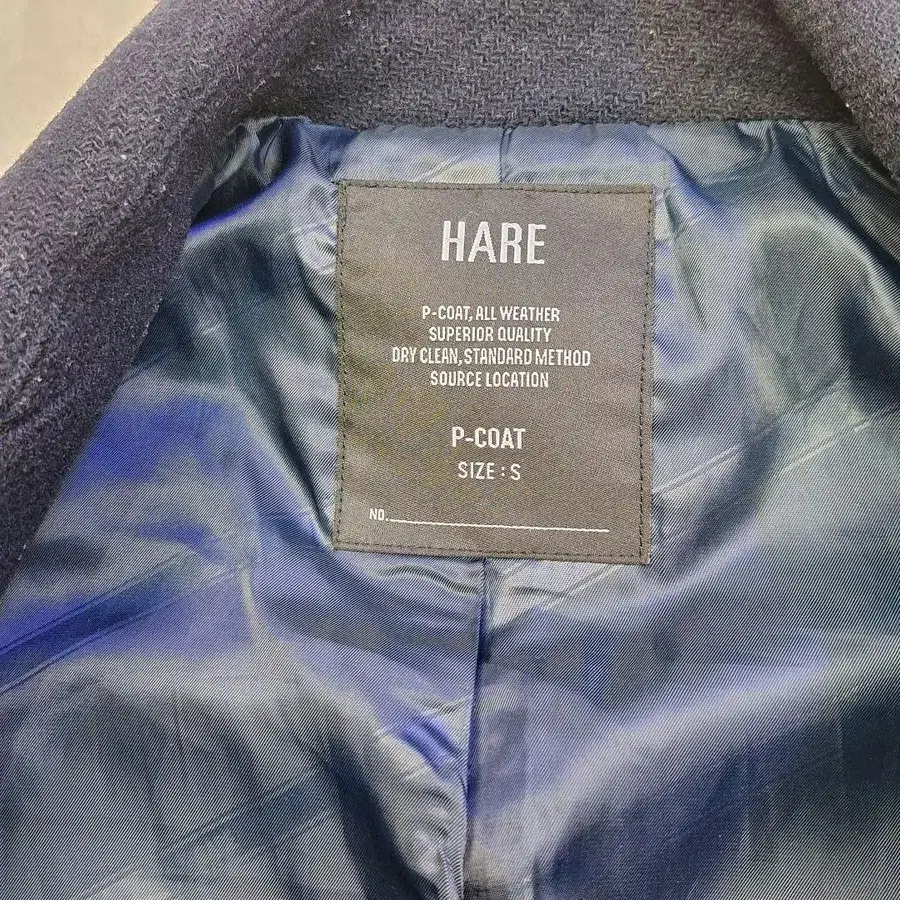 HARE
P-COAT, ALL WEATHER
SUPERIOR QUALITY
DRY CLEAN, STANDARD METHOD
SOURCE LOCATION
P-COAT
SIZE : S
NO.